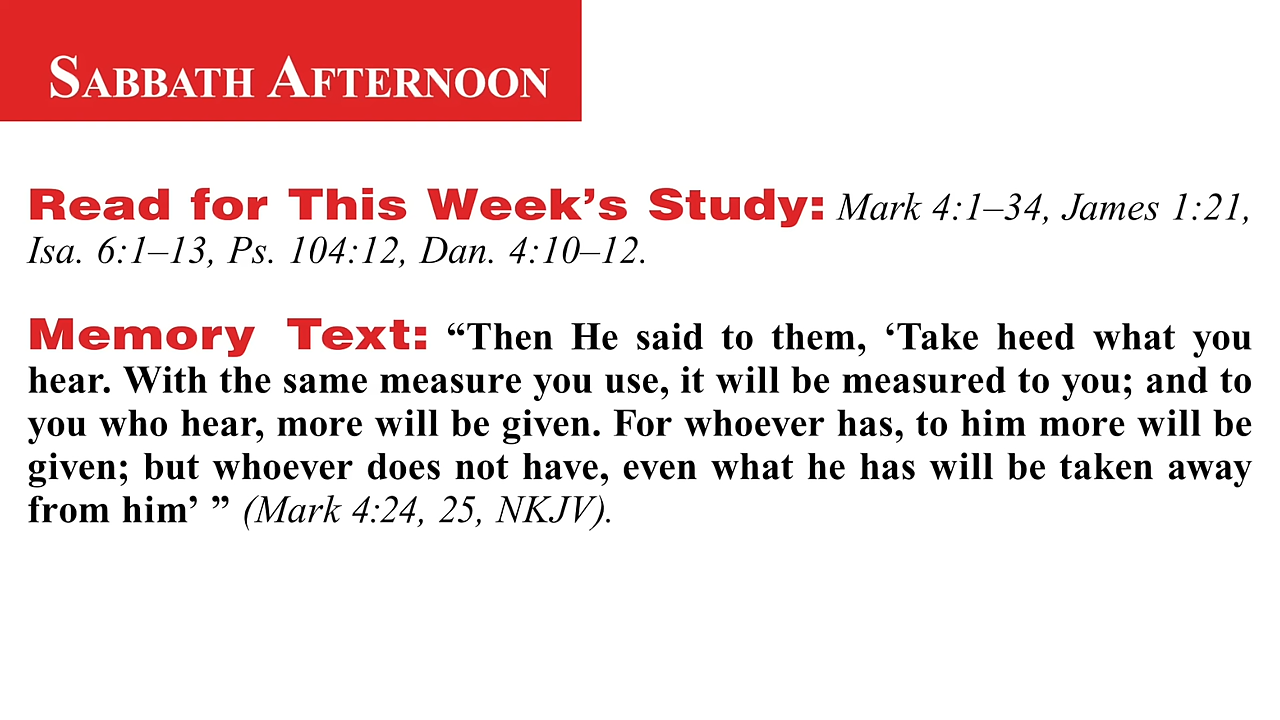 SABBATH AFTERNOON
Read for This Week’s Study: Mark 4:1–34, James 1:21,
Isa. 6:1–13, Ps. 104:12, Dan. 4:10–12.
Memory Text: “Then He said to them, ‘Take heed what you
hear. With the same measure you use, it will be measured to you; and to
you who hear, more will be given. For whoever has, to him more will be
given; but whoever does not have, even what he has will be taken away
from him’ ” (Mark 4:24, 25, NKJV).